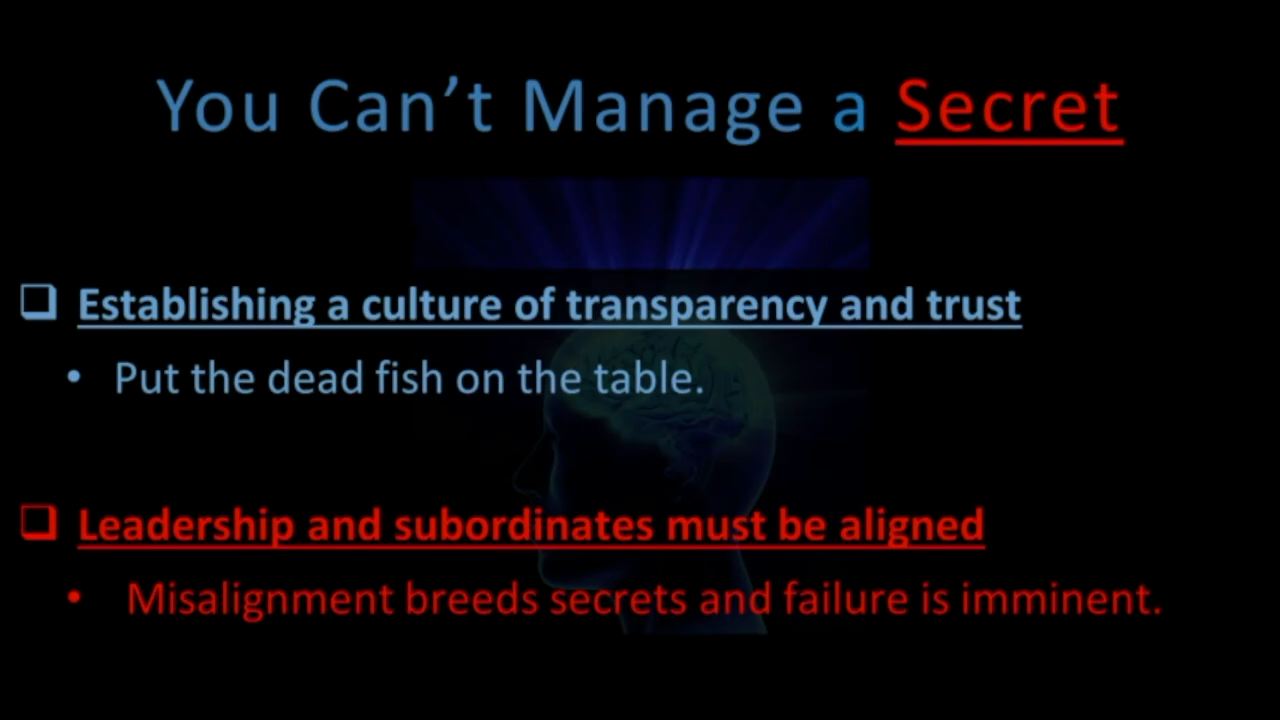 You Can’t Manage a Secret
❑ Establishing a culture of transparency and trust
• Put the dead fish on the table.
❑ Leadership and subordinates must be aligned
• Misalignment breeds secrets and failure is imminent.